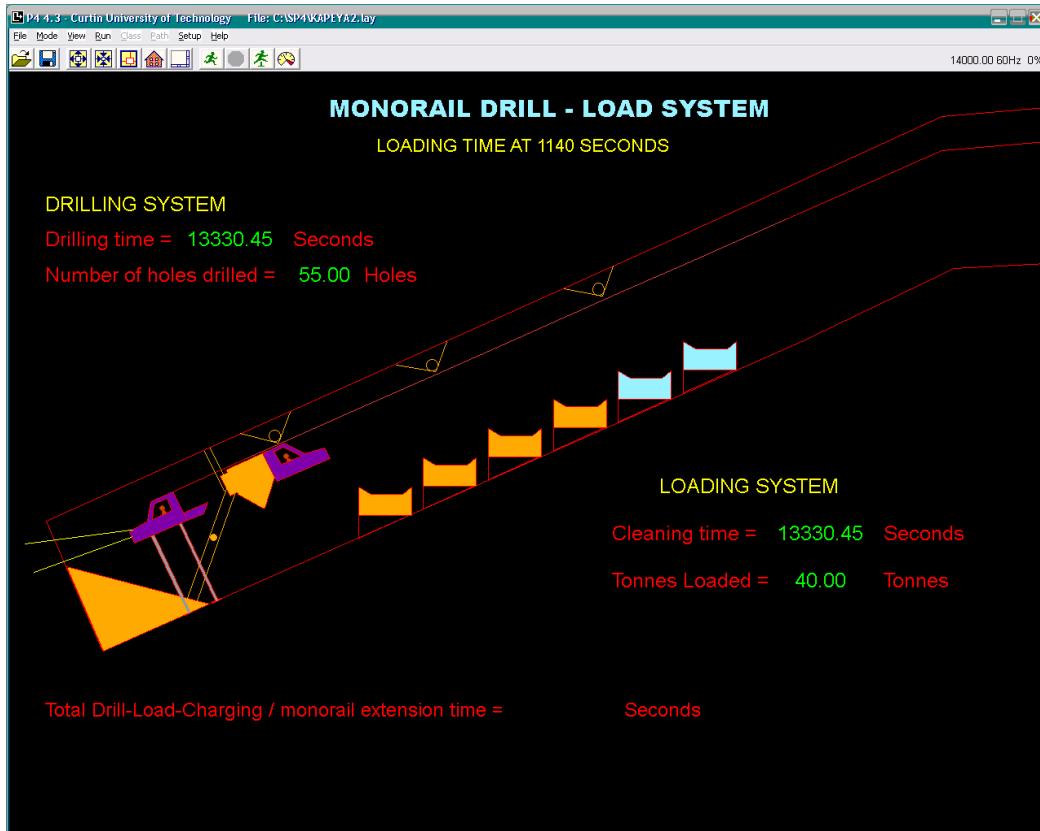 P4 4.3 - Curtin University of Technology File: C:\SP4\KAPEYA2.lay
File Mode View Run Class Path Setup Help
14000.00 60Hz 0%
MONORAIL DRILL - LOAD SYSTEM
LOADING TIME AT 1140 SECONDS
DRILLING SYSTEM
Drilling time = 13330.45 Seconds
Number of holes drilled = 55.00 Holes
LOADING SYSTEM
Cleaning time = 13330.45 Seconds
Tonnes Loaded = 40.00 Tonnes
Total Drill-Load-Charging / monorail extension time = Seconds